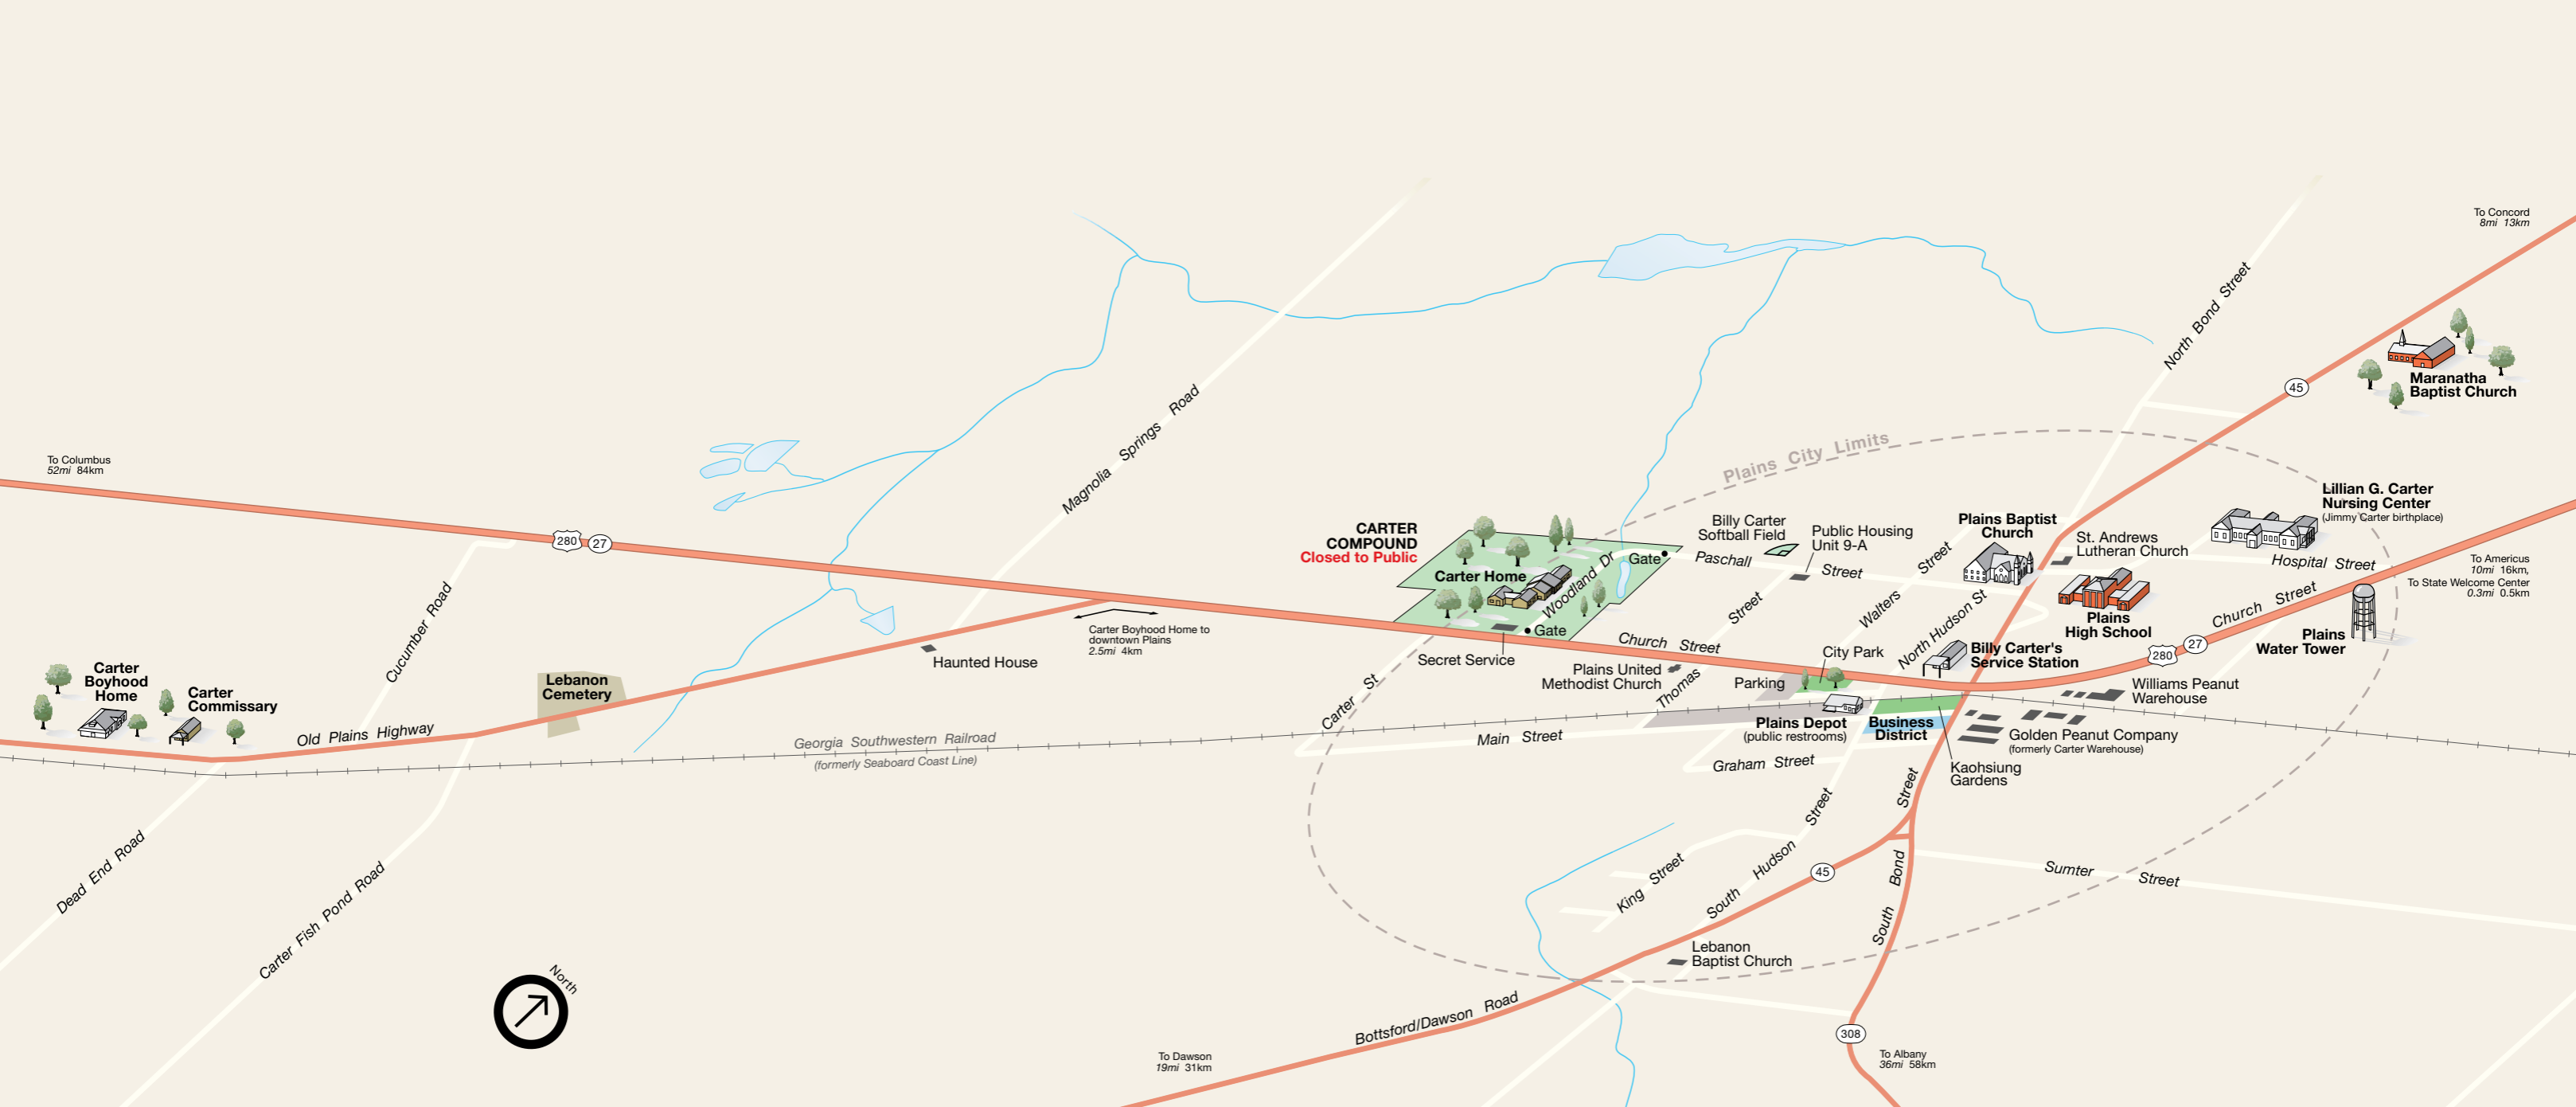 To Concord
8mi 13km
North Bond Street
45
Maranatha
Baptist Church
To Columbus
52mi 84km
280
27
Magnolia Springs Road
Plains City Limits
Lillian G. Carter
Nursing Center
(Jimmy Carter birthplace)
CARTER
COMPOUND
Closed to Public
Carter Home
Woodland Dr
Gate
Gate
Secret Service
Billy Carter
Softball Field
Public Housing
Unit 9-A
Paschall Street
Plains Baptist
Church
St. Andrews
Lutheran Church
Hospital Street
To Americus
10mi 16km,
To State Welcome Center
0.3mi 0.5km
Plains
High School
Church Street
Plains
Water Tower
280
27
Walters Street
North Hudson St
Billy Carter's
Service Station
Church Street
City Park
Thomas Street
Plains United
Methodist Church
Parking
Williams Peanut
Warehouse
Plains Depot
(public restrooms)
Business
District
Golden Peanut Company
(formerly Carter Warehouse)
Kaohsiung
Gardens
Carter St
Main Street
Graham Street
Carter Boyhood Home to
downtown Plains
2.5mi 4km
Haunted House
Cucumber Road
Lebanon
Cemetery
Carter
Boyhood
Home
Carter
Commissary
Old Plains Highway
Georgia Southwestern Railroad
(formerly Seaboard Coast Line)
Dead End Road
Carter Fish Pond Road
North
King Street
South Hudson Street
45
South Bond Street
Sumter Street
Lebanon
Baptist Church
Bottsford/Dawson Road
308
To Dawson
19mi 31km
To Albany
36mi 58km